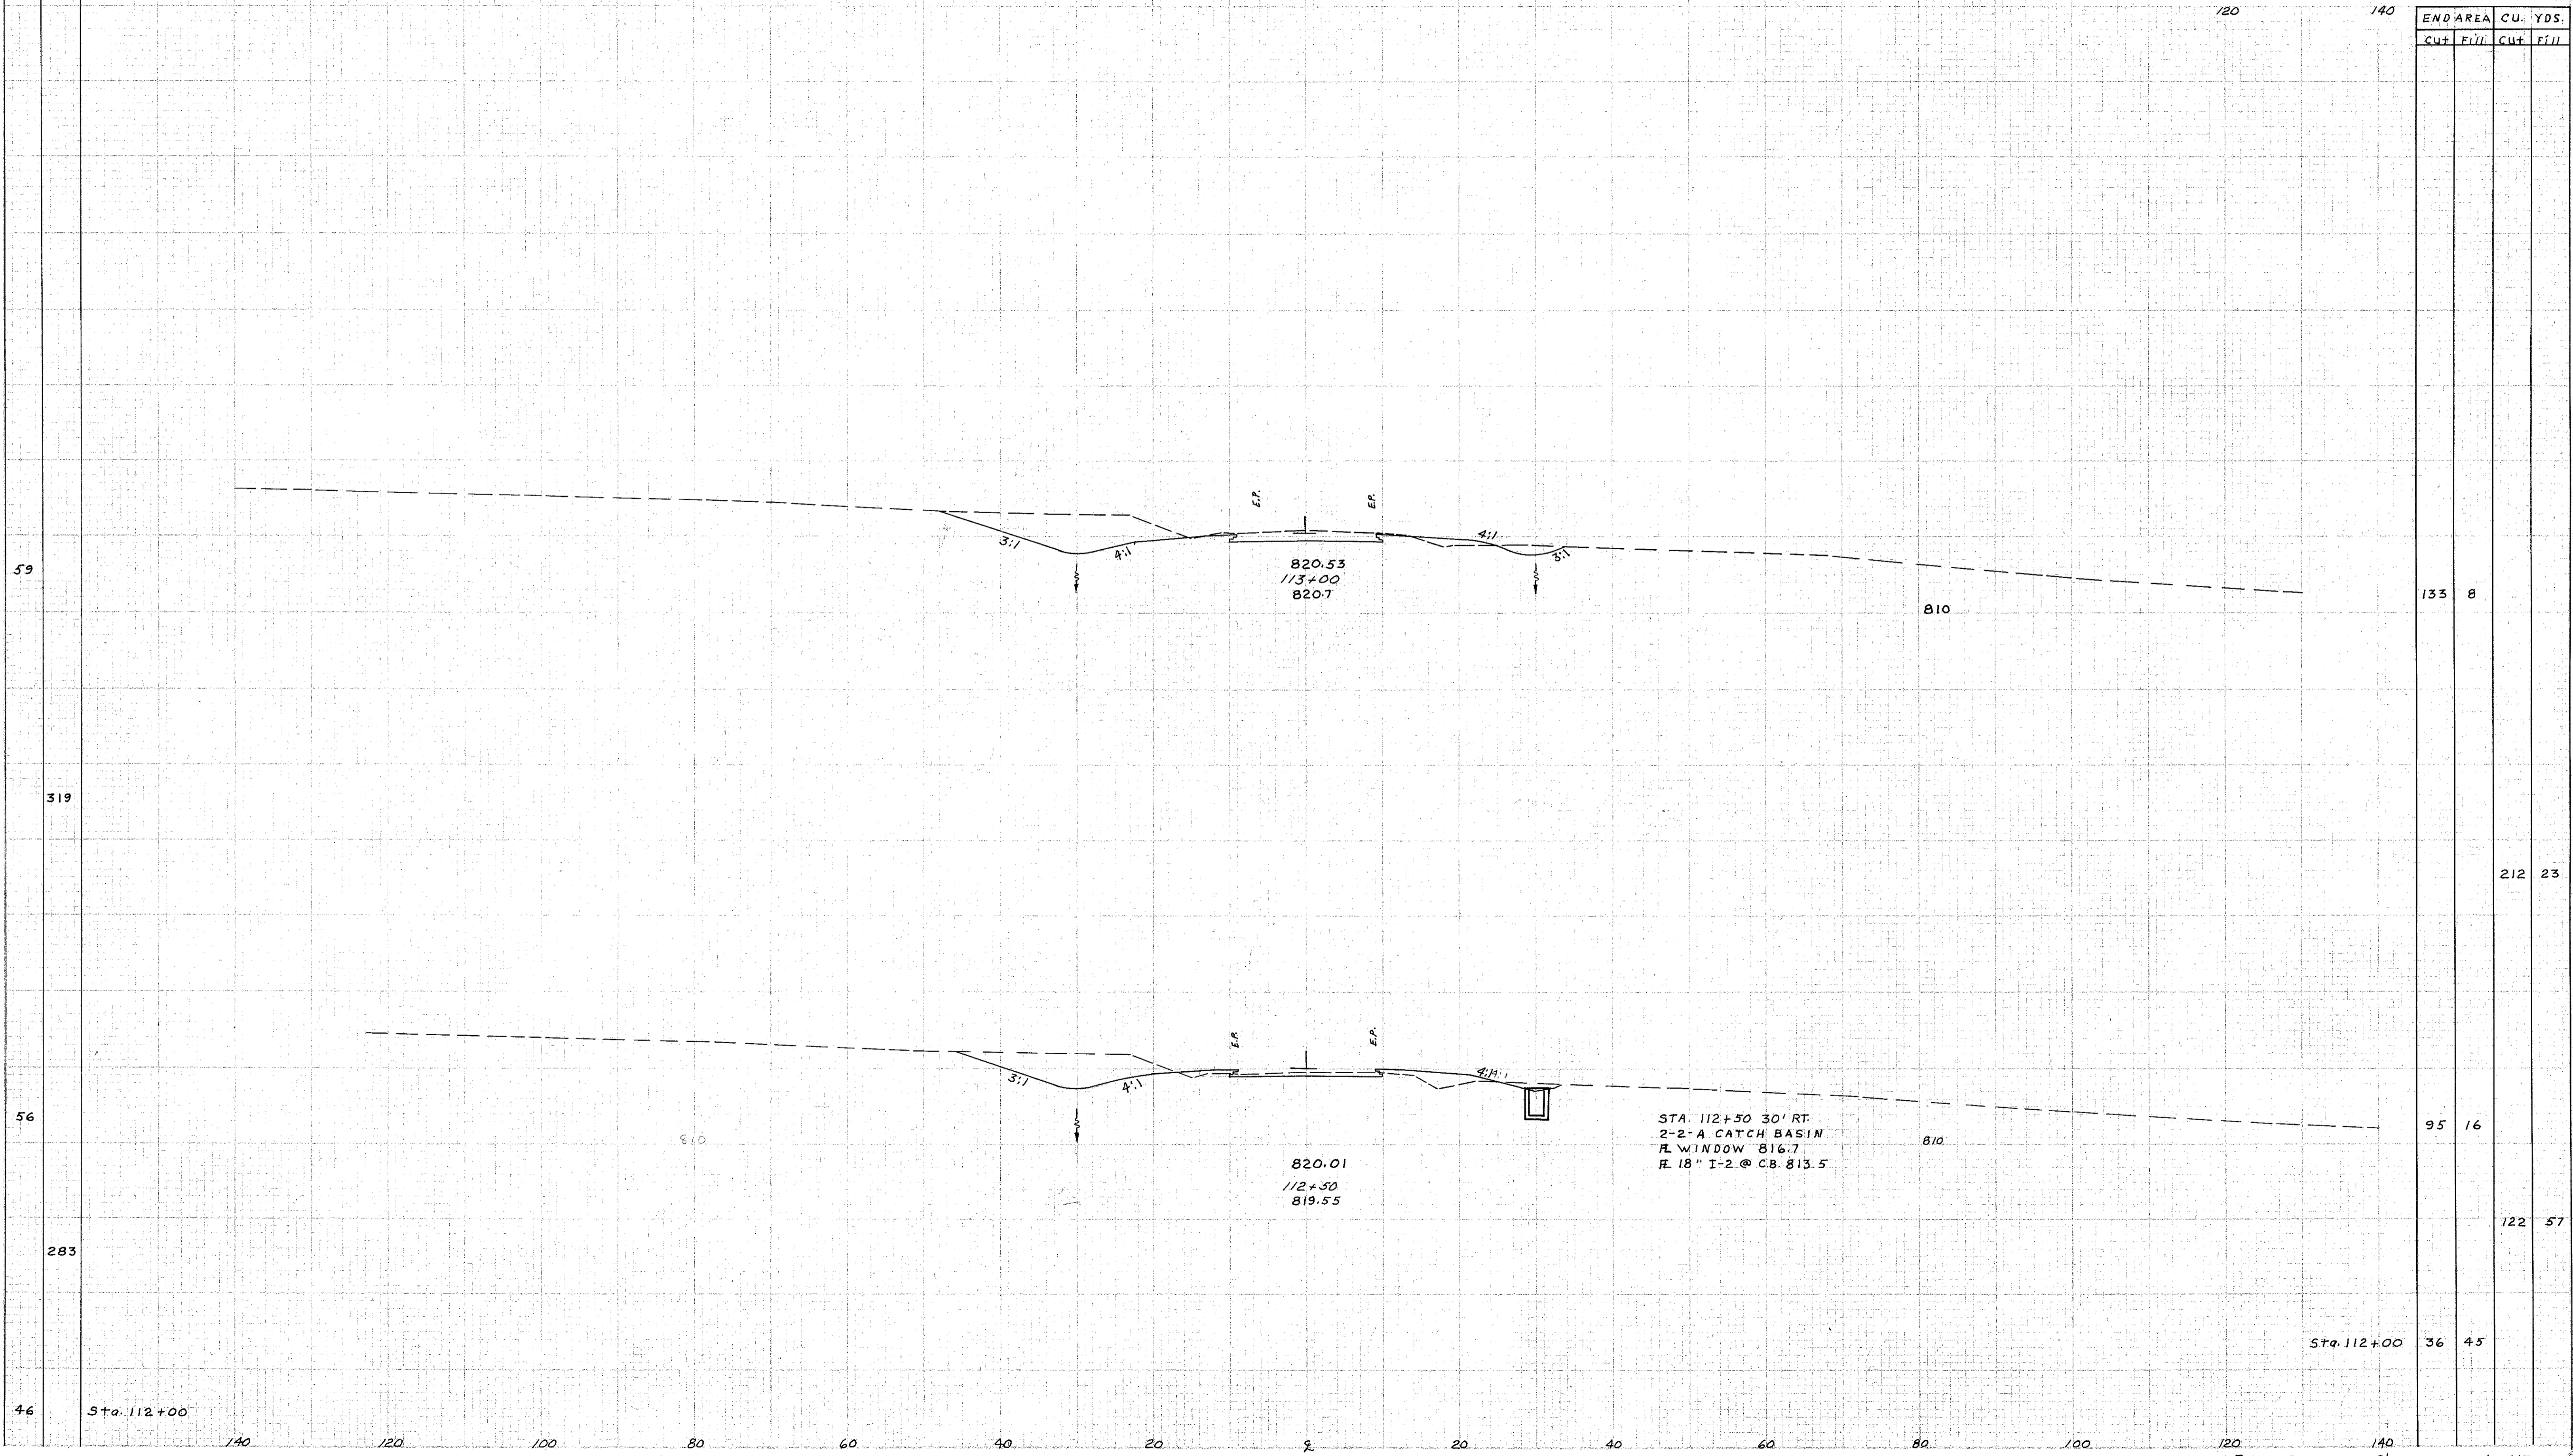 120 140
END AREA CU. YDS.
Cut Fill Cut Fill
E.P. E.P.
3:1 4:1 4:1 3:1
59
820.53
113+00
820.7
810
133 8
319
212 23
E.P. E.P.
3:1 4:1
56
810
STA. 112+50 30' RT.
2-2-A CATCH BASIN
FL WINDOW 816.7
FL 18" I-2 @ C.B. 813.5
810
95 16
820.01
112+50
819.55
122 57
283
Sta. 112+00 36 45
46 Sta. 112+00
140 120 100 80 60 40 20 ℄ 20 40 60 80 100 120 140